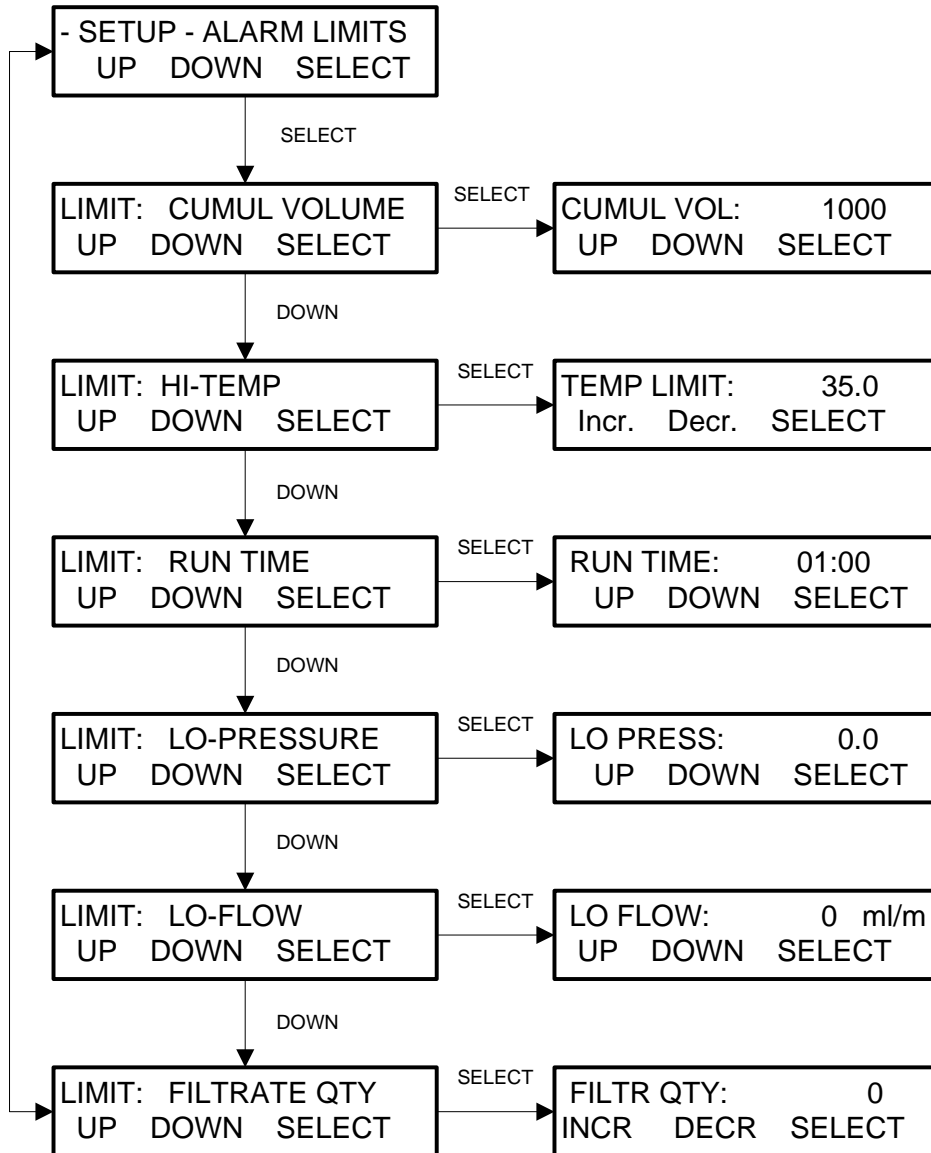 - SETUP - ALARM LIMITS
UP DOWN SELECT
SELECT
LIMIT: CUMUL VOLUME
UP DOWN SELECT
SELECT
CUMUL VOL: 1000
UP DOWN SELECT
DOWN
LIMIT: HI-TEMP
UP DOWN SELECT
SELECT
TEMP LIMIT: 35.0
Incr. Decr. SELECT
DOWN
LIMIT: RUN TIME
UP DOWN SELECT
SELECT
RUN TIME: 01:00
UP DOWN SELECT
DOWN
LIMIT: LO-PRESSURE
UP DOWN SELECT
SELECT
LO PRESS: 0.0
UP DOWN SELECT
DOWN
LIMIT: LO-FLOW
UP DOWN SELECT
SELECT
LO FLOW: 0 ml/m
UP DOWN SELECT
DOWN
LIMIT: FILTRATE QTY
UP DOWN SELECT
SELECT
FILTR QTY: 0
INCR DECR SELECT